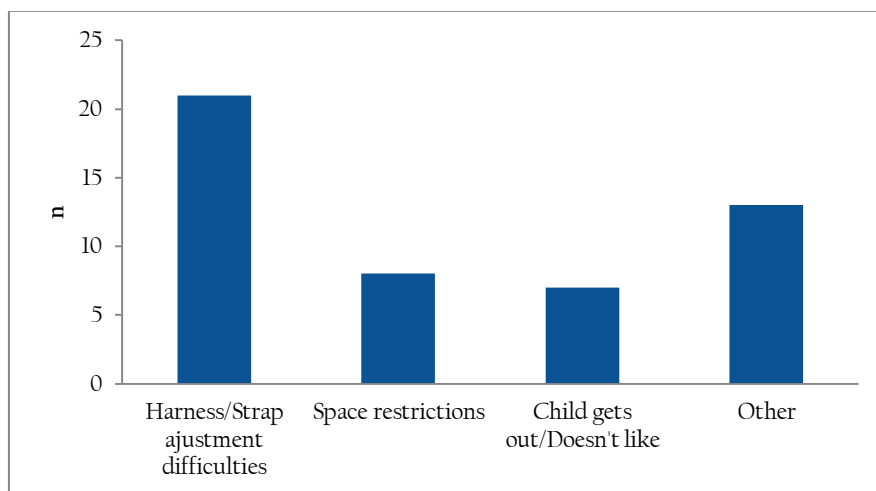 25
20
15
10
5
0
n
Harness/Strap
ajustment
difficulties
Space restrictions
Child gets
out/Doesn't like
Other